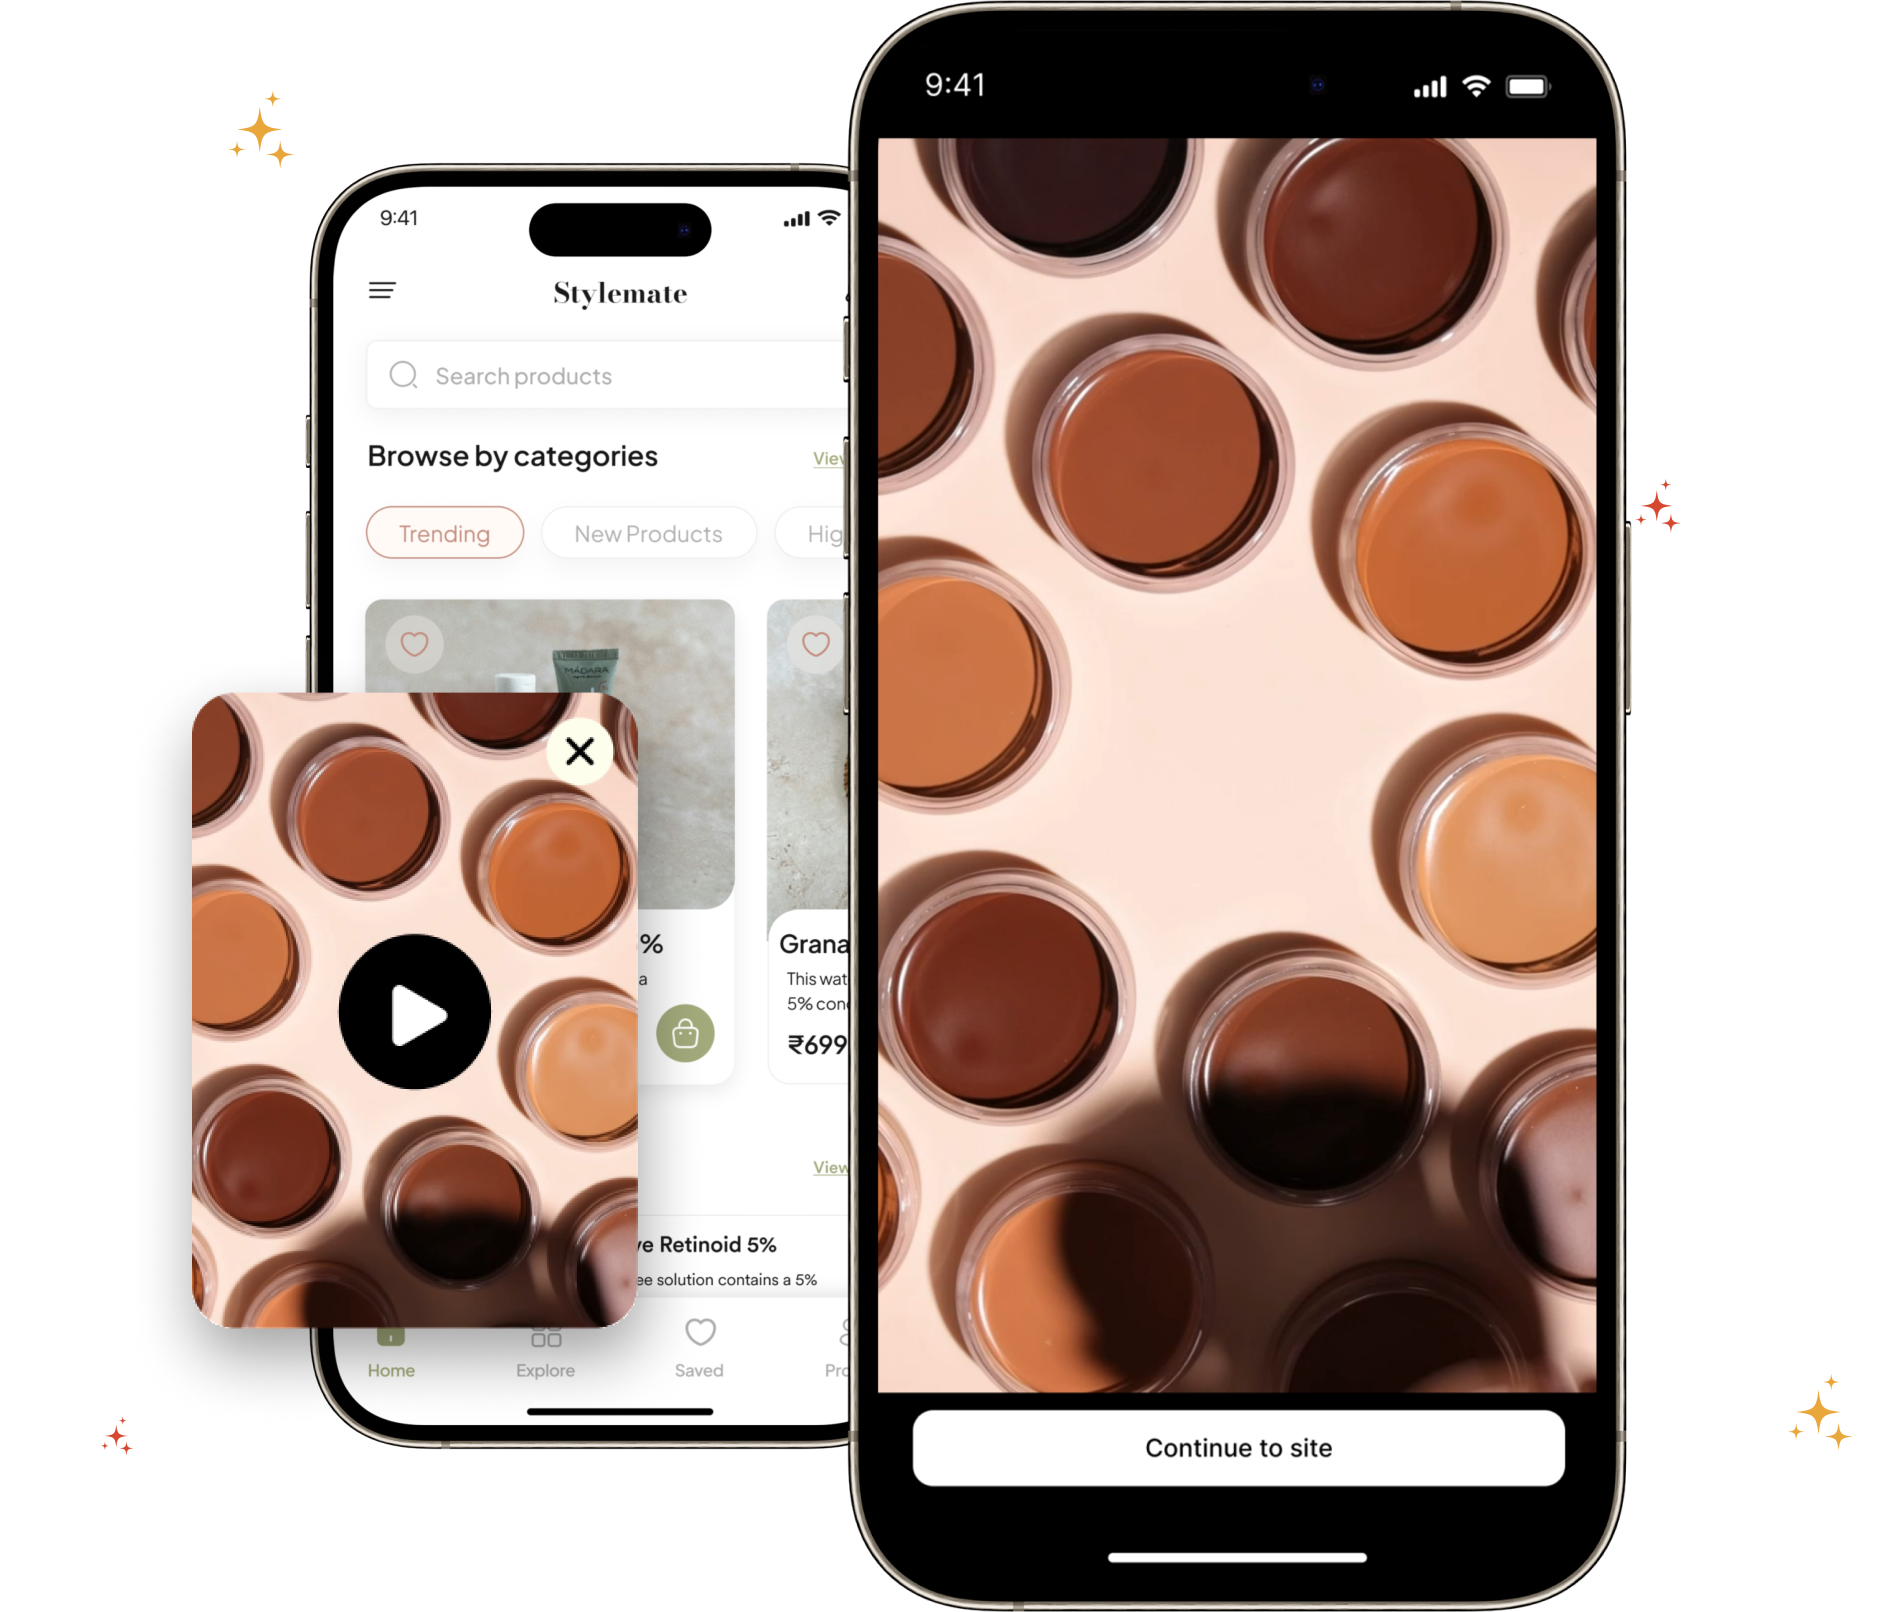 9:41
Stylemate
Search products
Browse by categories
View
Trending
New Products
Hig
MÁDARA
%
a
Grana
This wat
5% con
₹699
View
ve Retinoid 5%
ee solution contains a 5%
Home
Explore
Saved
Pro
9:41
Continue to site